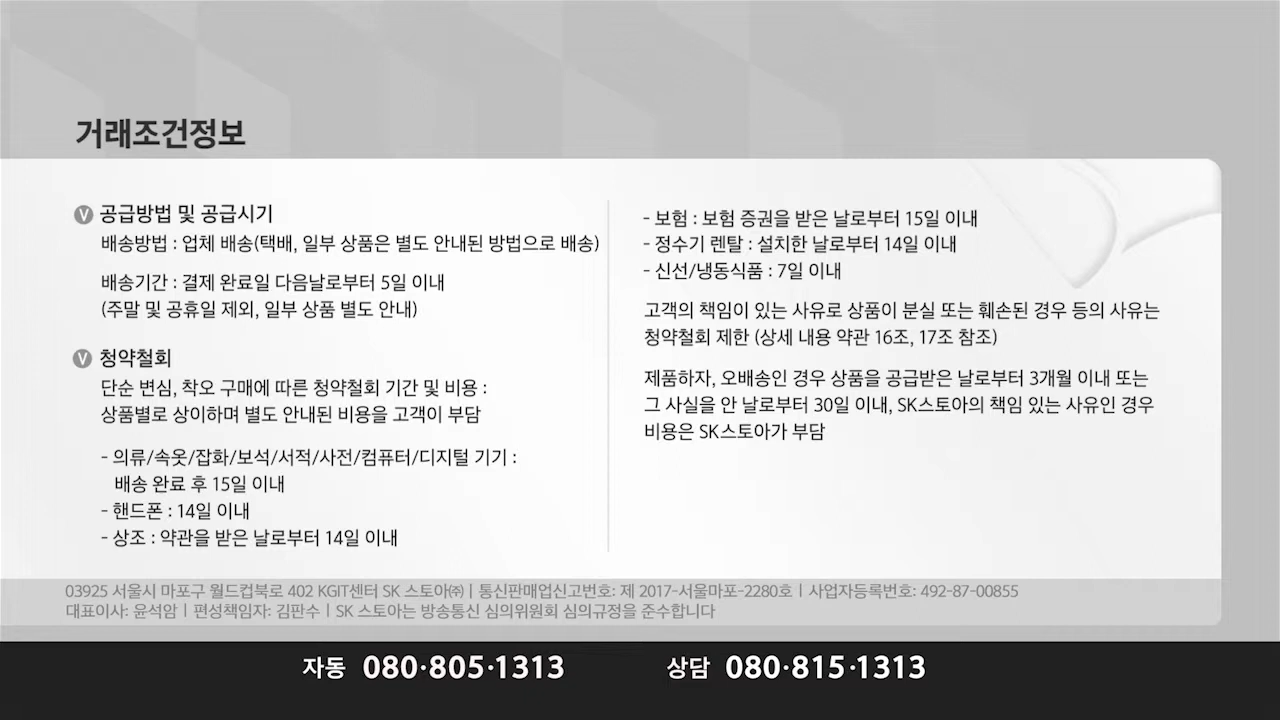 거래조건정보
V 공급방법 및 공급시기
배송방법 : 업체 배송(택배, 일부 상품은 별도 안내된 방법으로 배송)
배송기간 : 결제 완료일 다음날로부터 5일 이내
(주말 및 공휴일 제외, 일부 상품 별도 안내)
V 청약철회
단순 변심, 착오 구매에 따른 청약철회 기간 및 비용 :
상품별로 상이하며 별도 안내된 비용을 고객이 부담
- 의류/속옷/잡화/보석/서적/사전/컴퓨터/디지털 기기 :
배송 완료 후 15일 이내
- 핸드폰 : 14일 이내
- 상조 : 약관을 받은 날로부터 14일 이내
- 보험 : 보험 증권을 받은 날로부터 15일 이내
- 정수기 렌탈 : 설치한 날로부터 14일 이내
- 신선/냉동식품 : 7일 이내
고객의 책임이 있는 사유로 상품이 분실 또는 훼손된 경우 등의 사유는
청약철회 제한 (상세 내용 약관 16조, 17조 참조)
제품하자, 오배송인 경우 상품을 공급받은 날로부터 3개월 이내 또는
그 사실을 안 날로부터 30일 이내, SK스토아의 책임 있는 사유인 경우
비용은 SK스토아가 부담
03925 서울시 마포구 월드컵북로 402 KGIT센터 SK 스토아㈜ | 통신판매업신고번호: 제 2017-서울마포-2280호 | 사업자등록번호: 492-87-00855
대표이사: 윤석암 | 편성책임자: 김판수 | SK 스토아는 방송통신 심의위원회 심의규정을 준수합니다
자동 080·805·1313 상담 080·815·1313